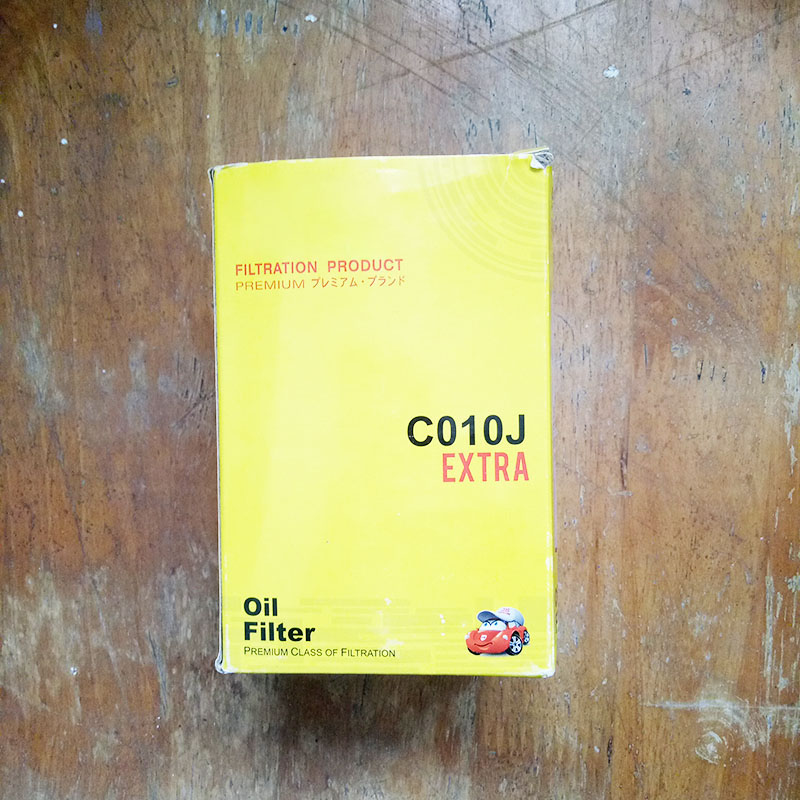 FILTRATION PRODUCT
PREMIUM プレミアム・ブランド
C010J
EXTRA
Oil
Filter
PREMIUM CLASS OF FILTRATION